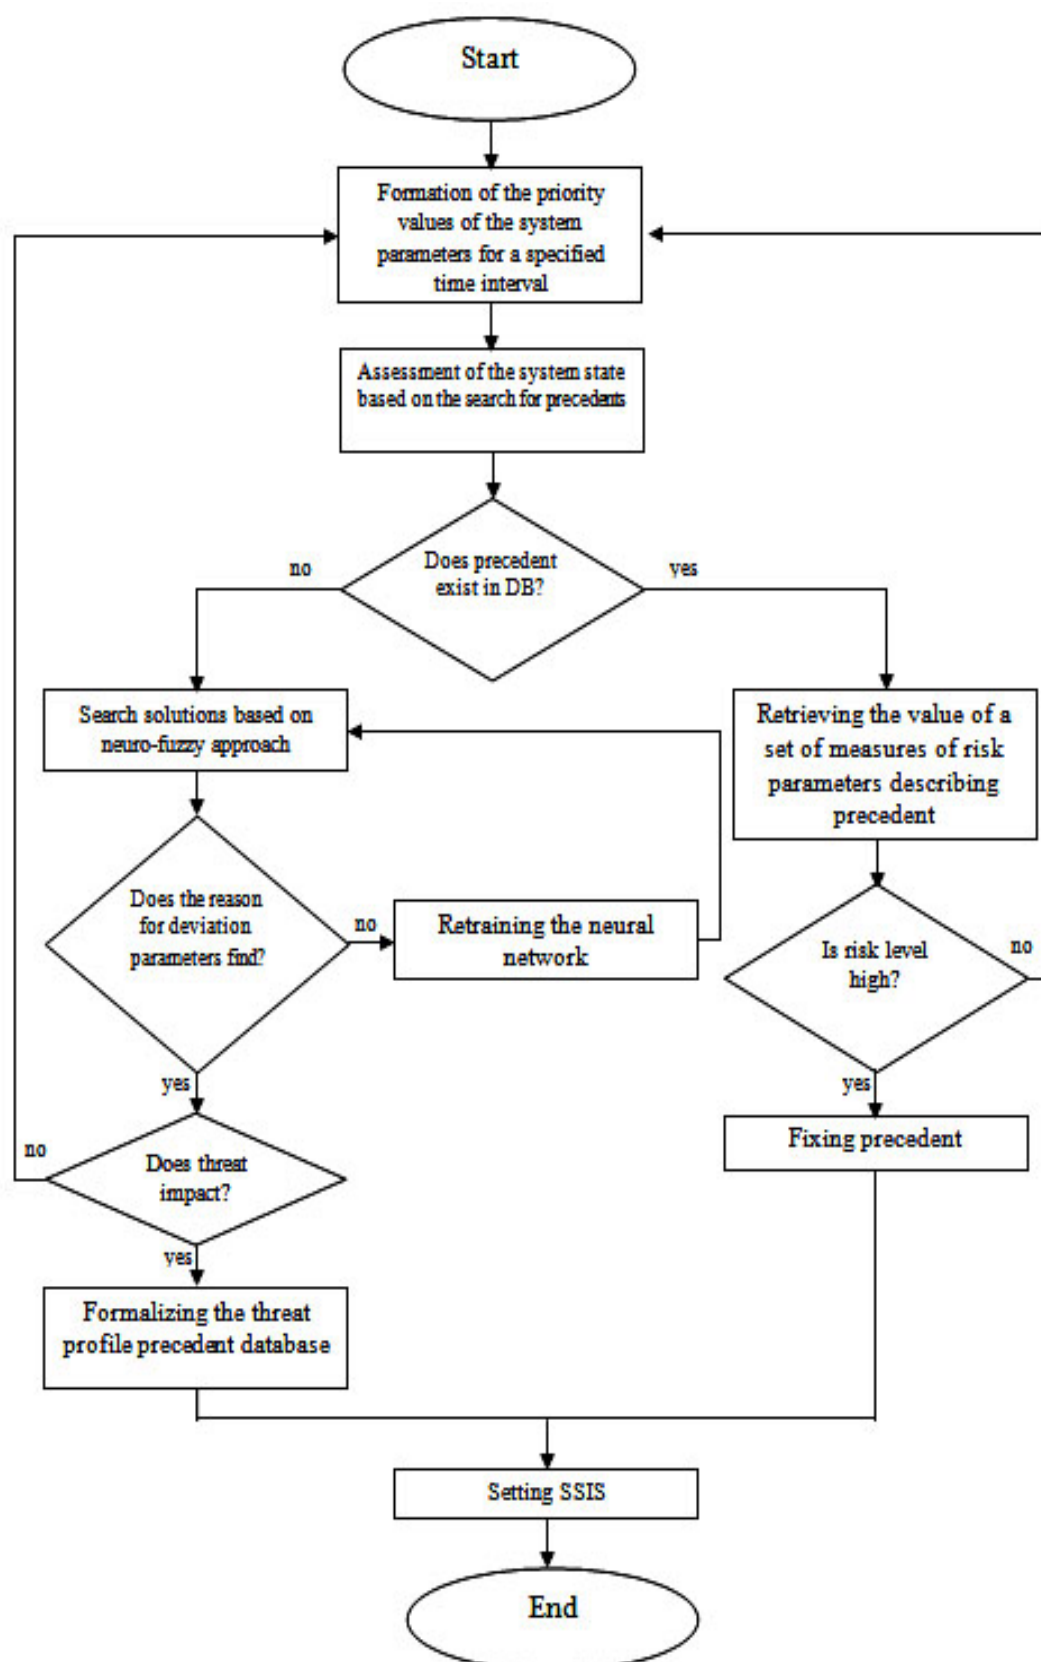 Start
Formation of the priority
values of the system
parameters for a specified
time interval
Assessment of the system state
based on the search for precedents
Does precedent
exist in DB?
no
yes
Search solutions based on
neuro-fuzzy approach
Retrieving the value of a
set of measures of risk
parameters describing
precedent
Does the reason
for deviation
parameters find?
no
Retraining the neural
network
Is risk level
high?
no
yes
yes
Does threat
impact?
no
Fixing precedent
yes
Formalizing the threat
profile precedent database
Setting SSIS
End